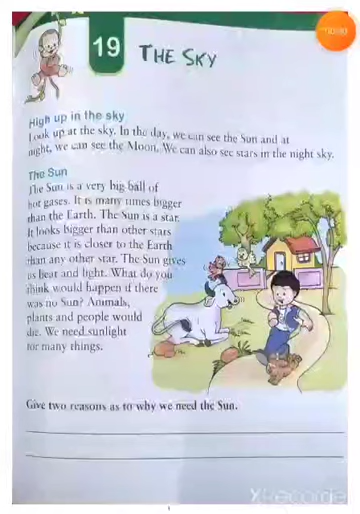 19
THE SKY
High up in the sky
Look up at the sky. In the day, we can see the Sun and at
night, we can see the Moon. We can also see stars in the night sky.
The Sun
The Sun is a very big ball of
hot gases. It is many times bigger
than the Earth. The Sun is a star.
It looks bigger than other stars
because it is closer to the Earth
than any other star. The Sun gives
us heat and light. What do you
think would happen if there
was no Sun? Animals,
plants and people would
die. We need sunlight
for many things.
Give two reasons as to why we need the Sun.
XRecorder